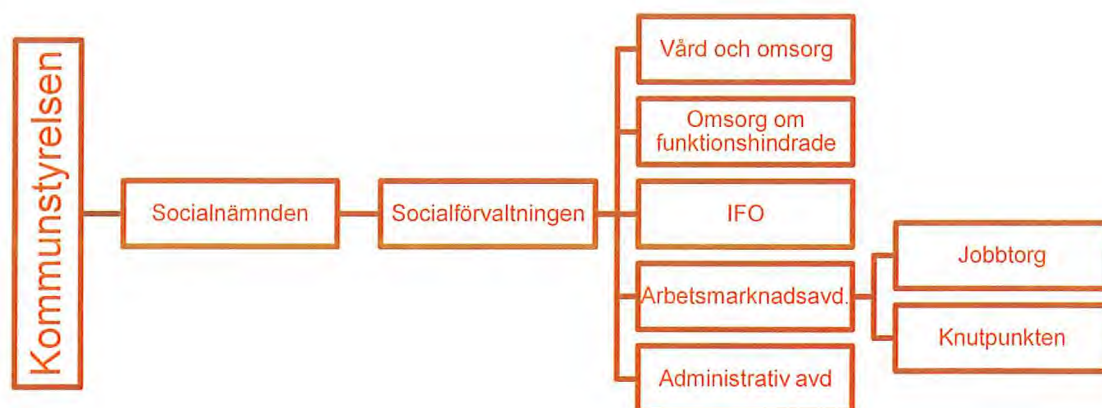 Kommunstyrelsen
Socialnämnden
Socialförvaltningen
Vård och omsorg
Omsorg om
funktionshindrade
IFO
Arbetsmarknadsavd.
Administrativ avd
Jobbtorg
Knutpunkten